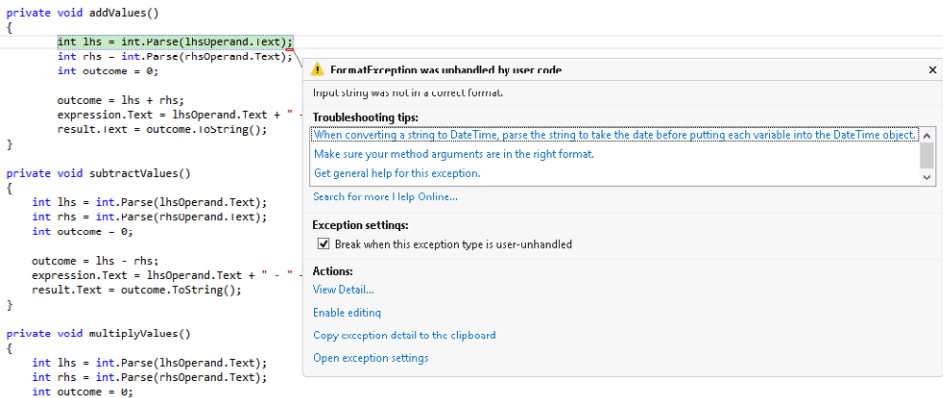 private void addValues()
{
int lhs = int.Parse(lhsOperand.Text);
int rhs = int.Parse(rhsOperand.Text);
int outcome = 0;
outcome = lhs + rhs;
expression.Text = lhsOperand.Text + "
result.Text = outcome.ToString();
}
private void subtractValues()
{
int lhs = int.Parse(lhsOperand.Text);
int rhs = int.Parse(rhsOperand.Text);
int outcome = 0;
outcome = lhs - rhs;
expression.Text = lhsOperand.Text + " - "
result.Text = outcome.ToString();
}
private void multiplyValues()
{
int lhs = int.Parse(lhsOperand.Text);
int rhs = int.Parse(rhsOperand.Text);
int outcome = 0;
FormatException was unhandled by user code
Input string was not in a correct format.
Troubleshooting tips:
When converting a string to DateTime, parse the string to take the date before putting each variable into the DateTime object.
Make sure your method arguments are in the right format.
Get general help for this exception.
Search for more Help Online...
Exception settings:
Break when this exception type is user-unhandled
Actions:
View Detail...
Enable editing
Copy exception detail to the clipboard
Open exception settings